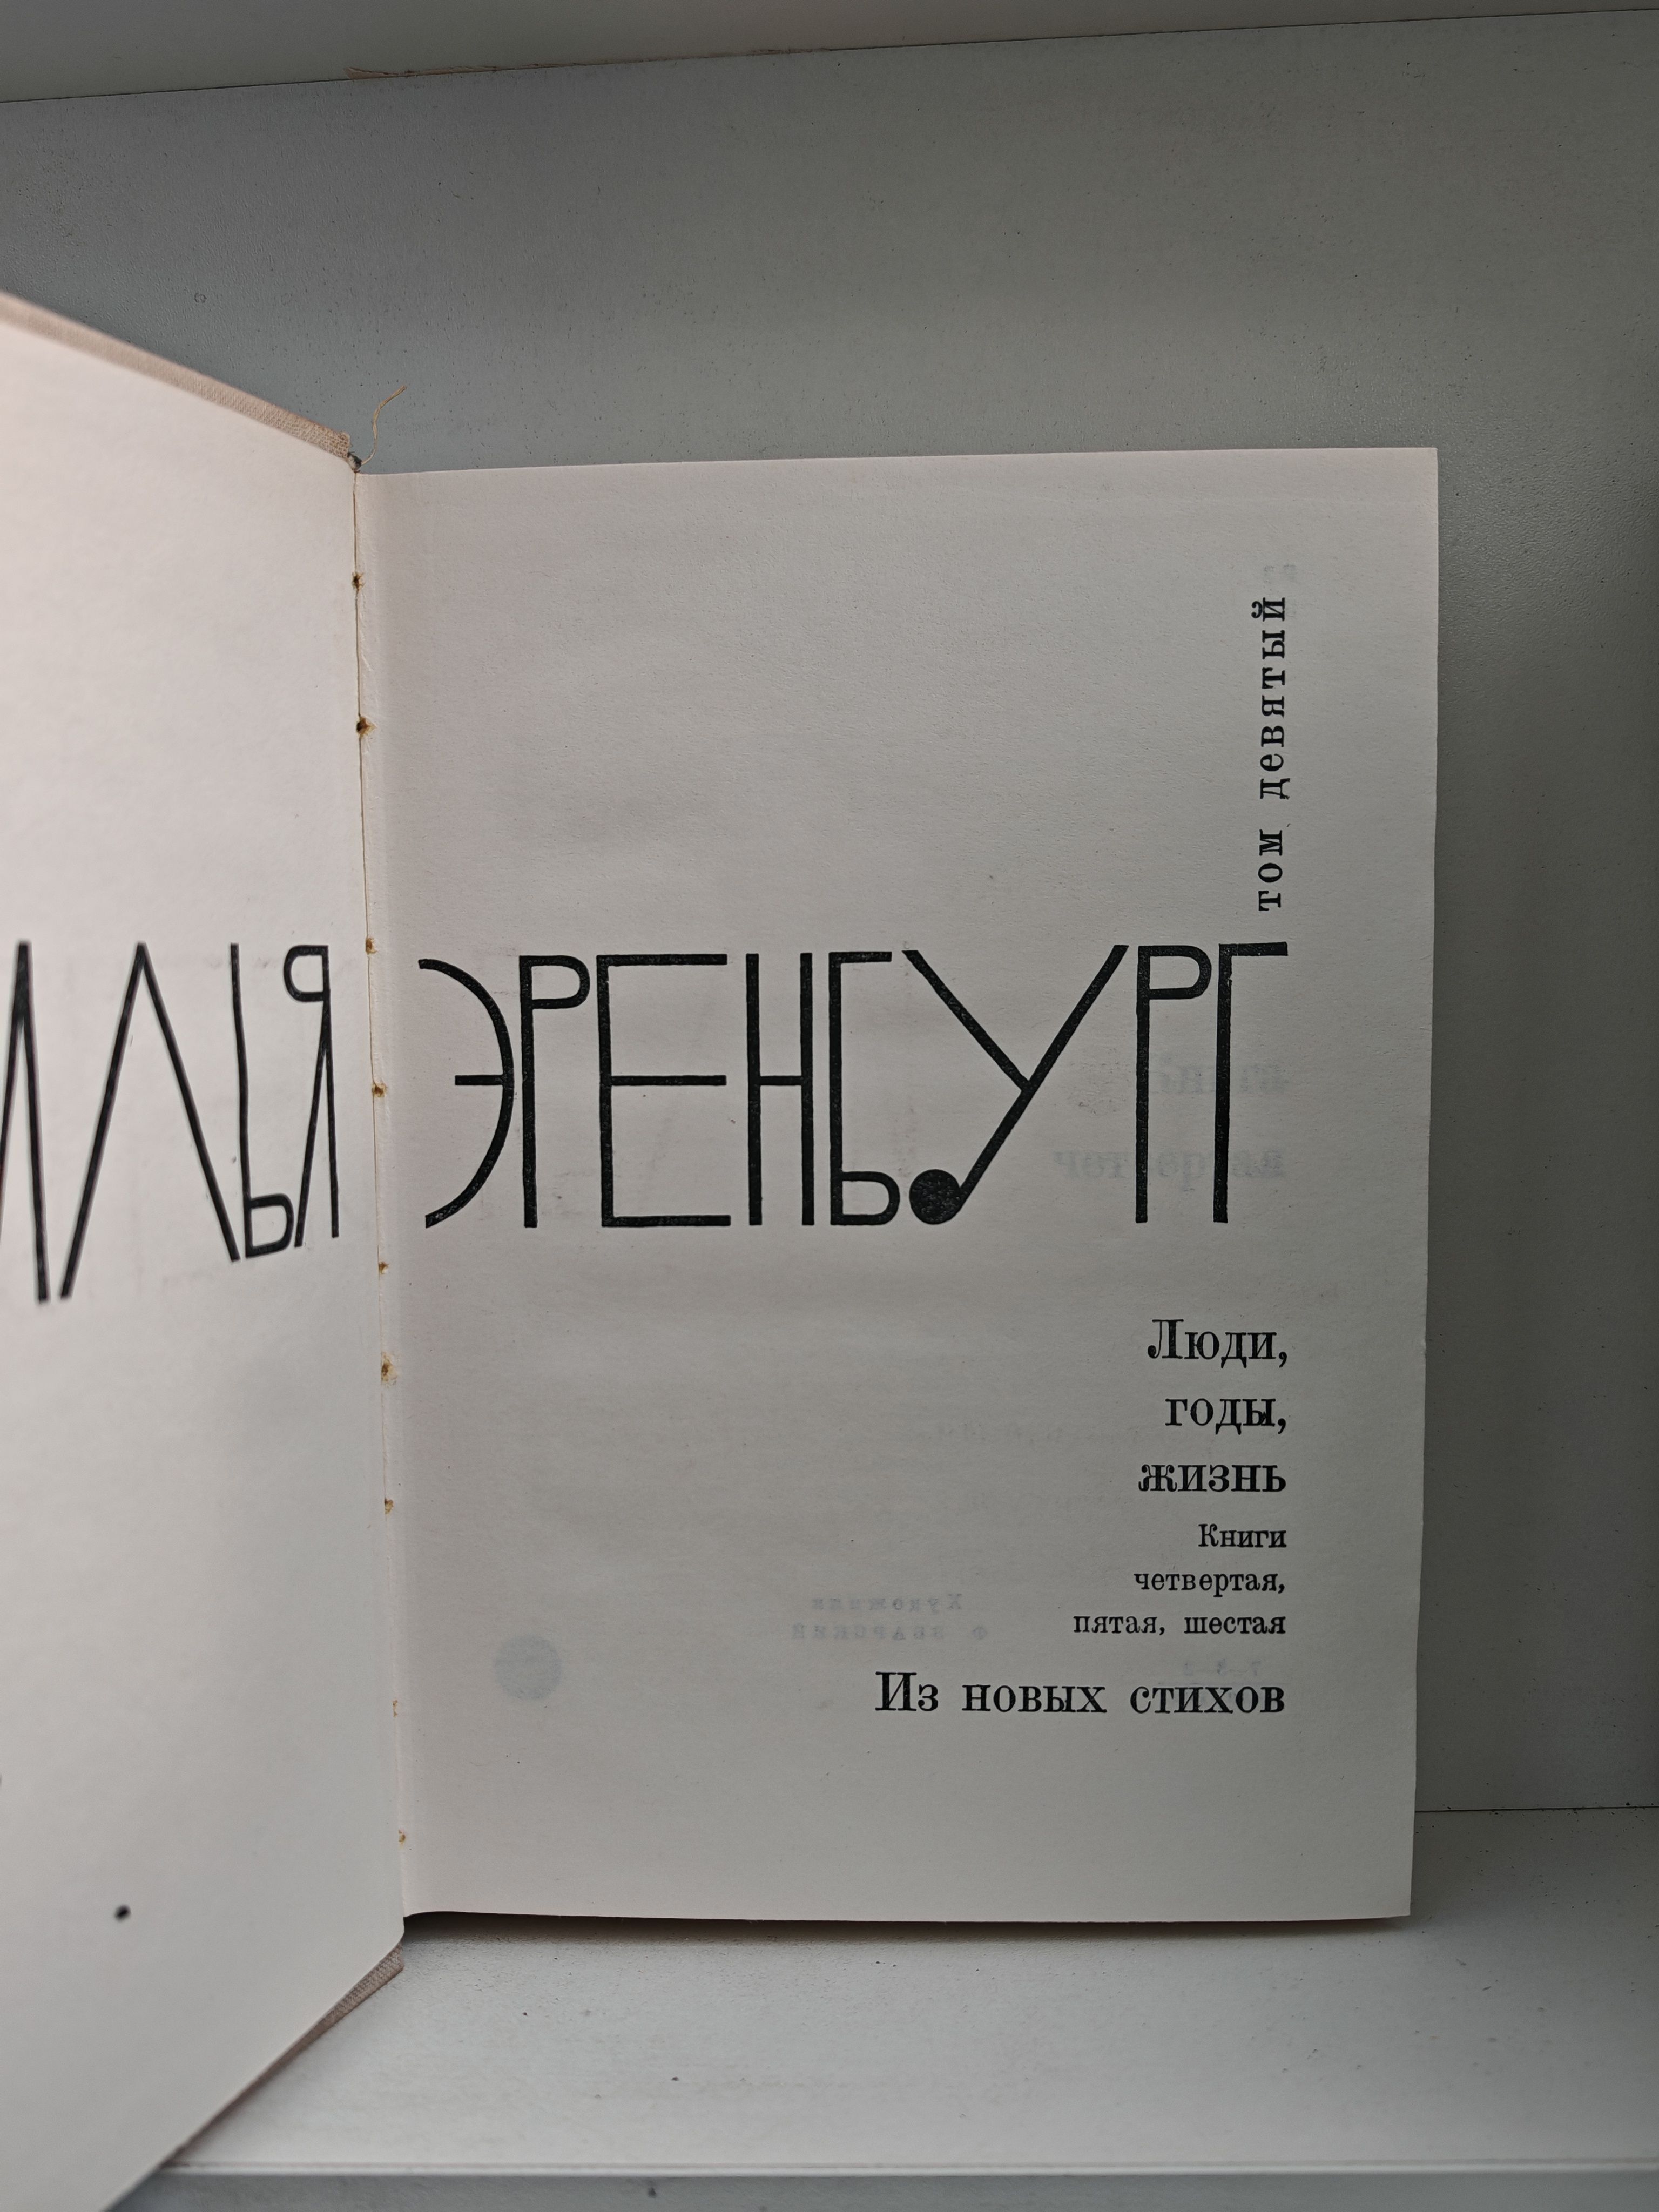 том девятый
ИЛЬЯ ЭРЕНБУРГ
Люди,
годы,
жизнь
Книги
четвертая,
пятая, шестая
Из новых стихов